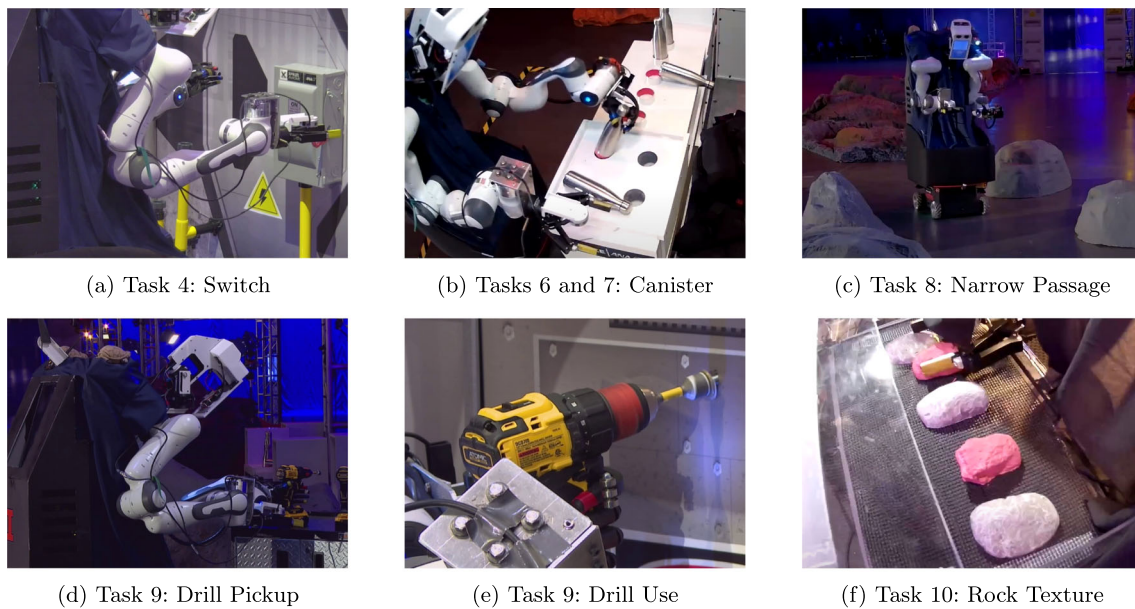 (a) Task 4: Switch
(b) Tasks 6 and 7: Canister
(c) Task 8: Narrow Passage
(d) Task 9: Drill Pickup
(e) Task 9: Drill Use
(f) Task 10: Rock Texture